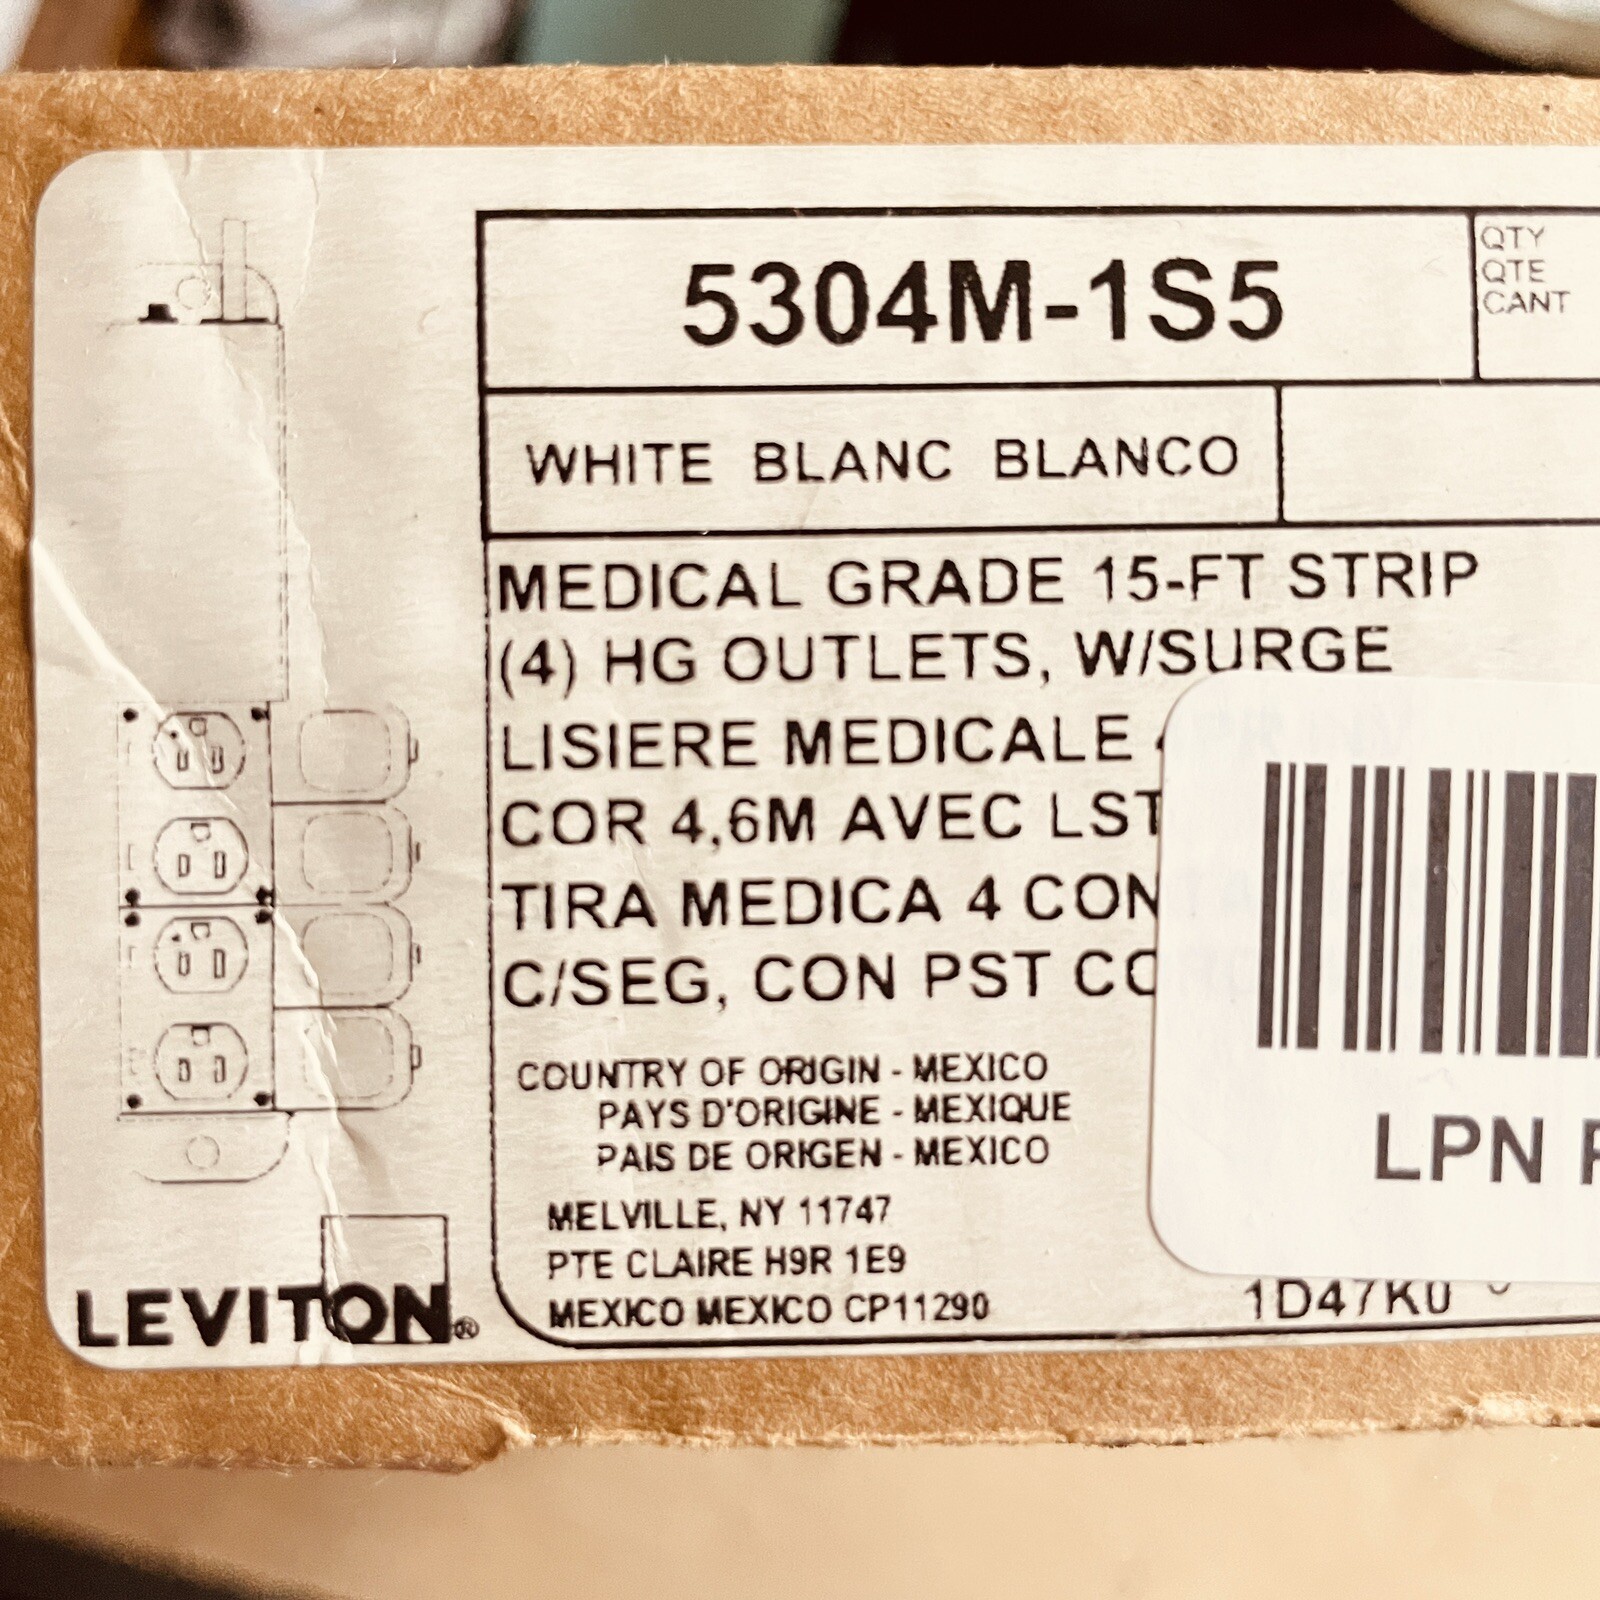 5304M-1S5
QTY
QTE
CANT
WHITE BLANC BLANCO
MEDICAL GRADE 15-FT STRIP
(4) HG OUTLETS, W/SURGE
LISIERE MEDICALE
COR 4,6M AVEC LST
TIRA MEDICA 4
C/SEG, CON PST
COUNTRY OF ORIGIN - MEXICO
PAYS D'ORIGINE - MEXIQUE
PAIS DE ORIGEN - MEXICO
MELVILLE, NY 11747
PTE CLAIRE H9R 1E9
MEXICO MEXICO CP11290
LEVITON®
LPN